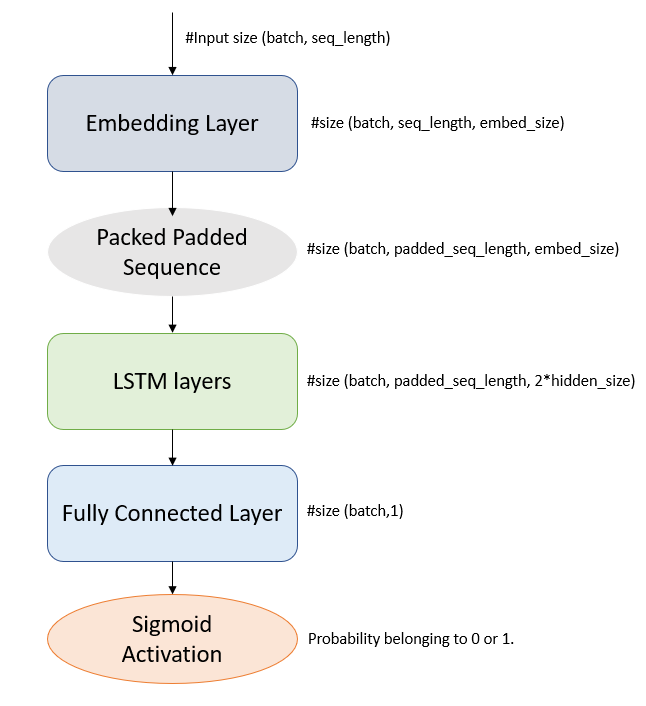 #Input size (batch, seq_length)
Embedding Layer
#size (batch, seq_length, embed_size)
Packed Padded
Sequence
#size (batch, padded_seq_length, embed_size)
LSTM layers
#size (batch, padded_seq_length, 2*hidden_size)
Fully Connected Layer
#size (batch,1)
Sigmoid
Activation
Probability belonging to 0 or 1.